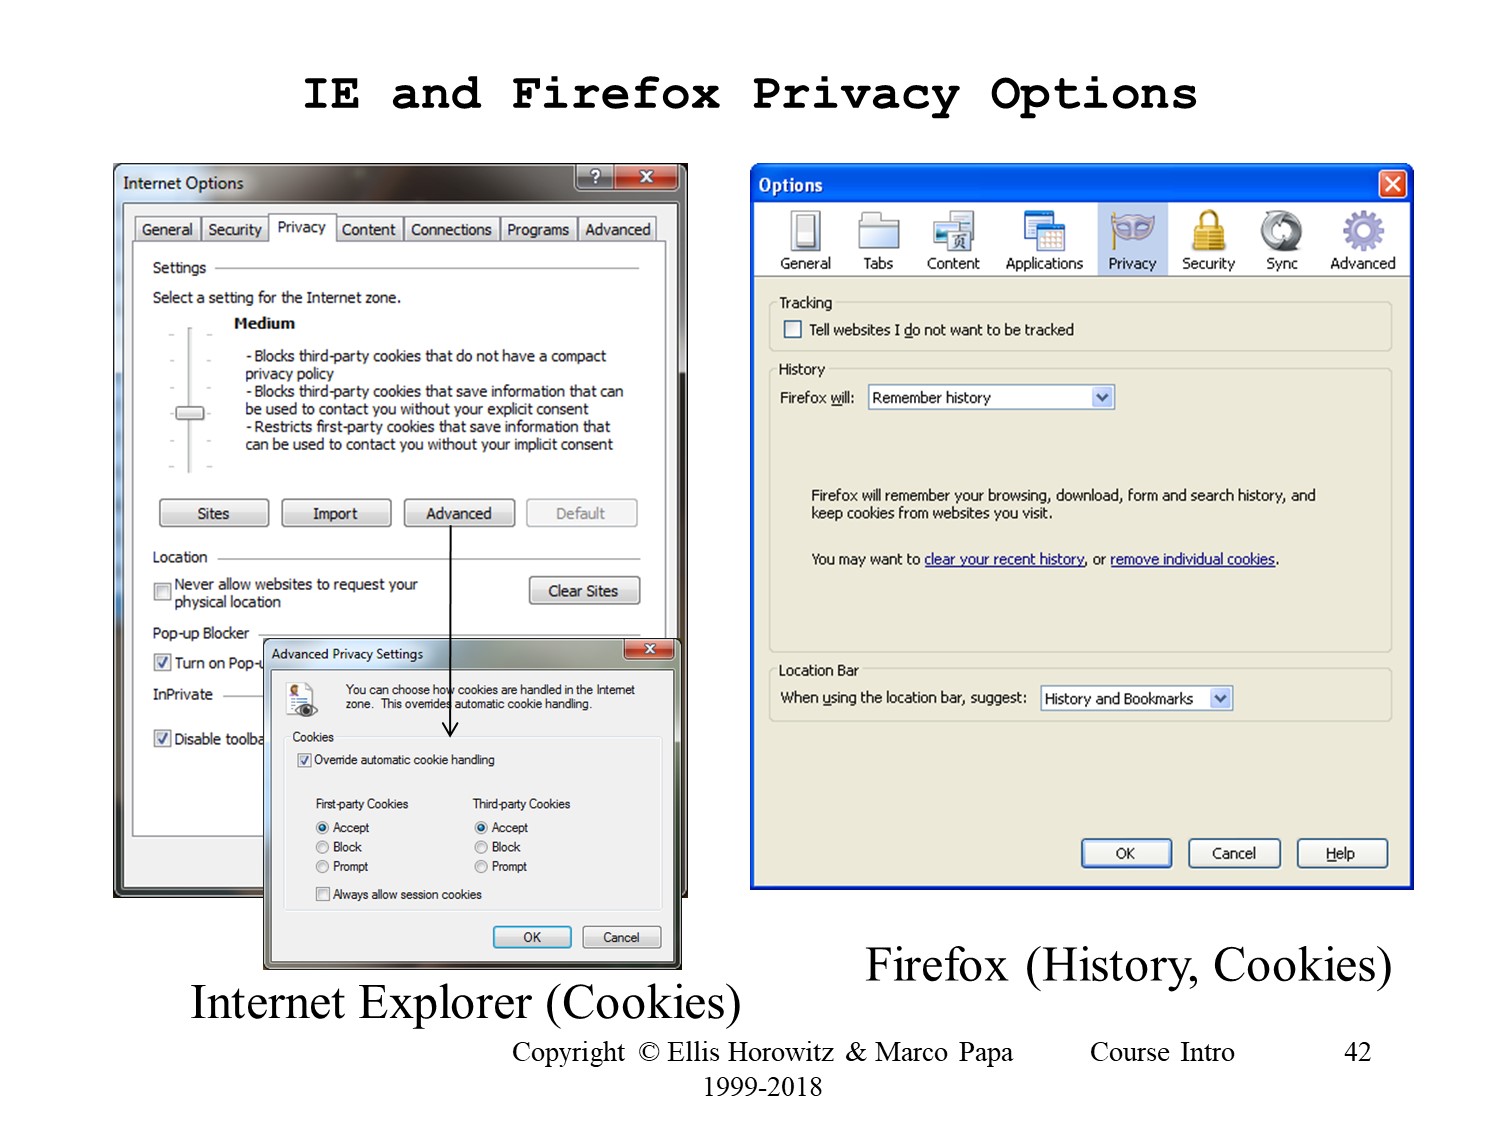 IE and Firefox Privacy Options
Internet Options
?
General Security Privacy Content Connections Programs Advanced
Settings
Select a setting for the Internet zone.
Medium
- Blocks third-party cookies that do not have a compact
privacy policy
- Blocks third-party cookies that save information that can
be used to contact you without your explicit consent
- Restricts first-party cookies that save information that
can be used to contact you without your implicit consent
Sites Import Advanced Default
Location
Never allow websites to request your
physical location
Clear Sites
Pop-up Blocker
Turn on Pop-u
InPrivate
Disable toolba
Advanced Privacy Settings
You can choose how cookies are handled in the Internet
zone. This overrides automatic cookie handling.
Cookies
Override automatic cookie handling
First-party Cookies Third-party Cookies
Accept Accept
Block Block
Prompt Prompt
Always allow session cookies
OK Cancel
Internet Explorer (Cookies)
Options
General Tabs Content Applications Privacy Security Sync Advanced
Tracking
Tell websites I do not want to be tracked
History
Firefox will: Remember history
Firefox will remember your browsing, download, form and search history, and
keep cookies from websites you visit.
You may want to clear your recent history, or remove individual cookies.
Location Bar
When using the location bar, suggest: History and Bookmarks
OK Cancel Help
Firefox (History, Cookies)
Copyright © Ellis Horowitz & Marco Papa Course Intro 42
1999-2018